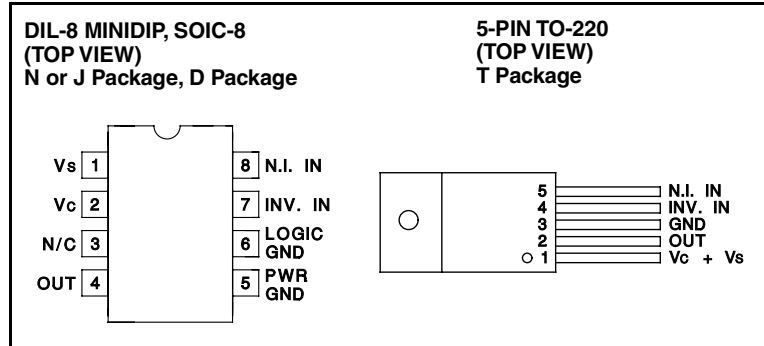 DIL-8 MINIDIP, SOIC-8
(TOP VIEW)
N or J Package, D Package
Vs 1
8 N.I. IN
Vc 2
7 INV. IN
N/C 3
6 LOGIC
GND
OUT 4
5 PWR
GND
5-PIN TO-220
(TOP VIEW)
T Package
5 N.I. IN
4 INV. IN
3 GND
2 OUT
1 Vc + Vs